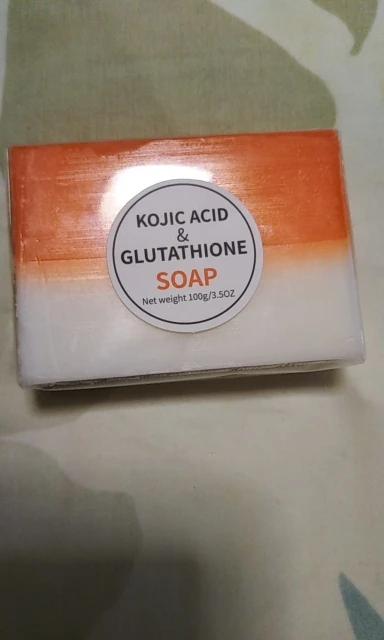 KOJIC ACID
&
GLUTATHIONE
SOAP
Net weight 100g/3.5OZ